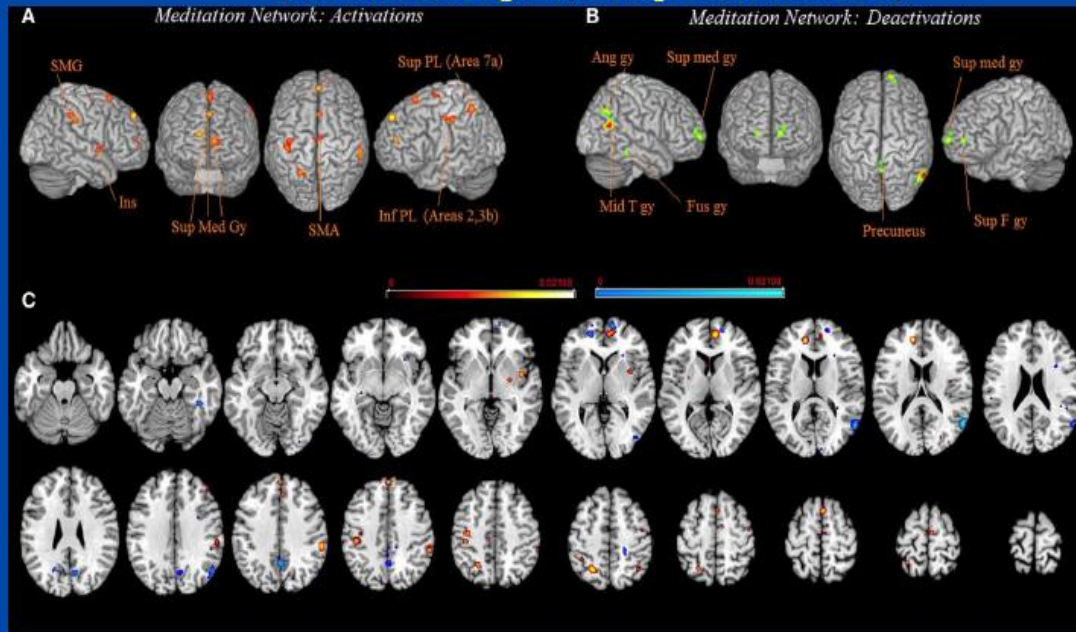 A
Meditation Network: Activations
B
Meditation Network: Deactivations
SMG
Sup PL (Area 7a)
Ins
Sup Med Gy
SMA
Inf PL (Areas 2,3b)
Ang gy
Sup med gy
Sup med gy
Mid T gy
Fus gy
Precuneus
Sup F gy
C
0
0.02100
0
0.02100